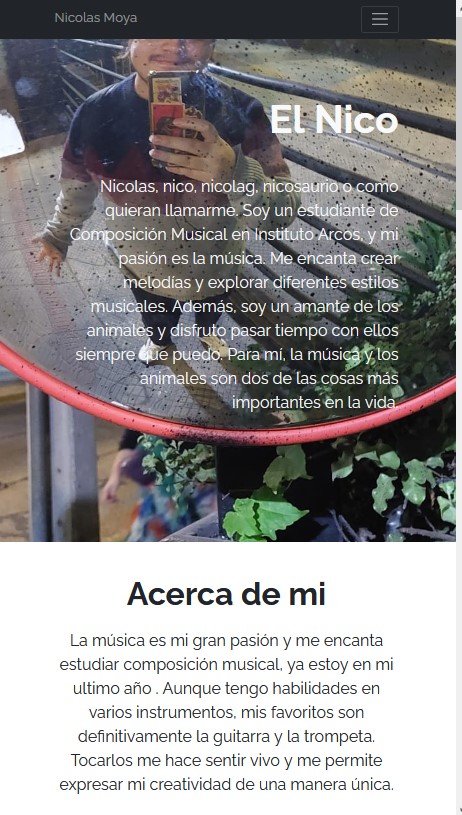 Nicolas Moya
El Nico
Nicolas, nico, nicolag, nicosaurio o como
quieran llamarme. Soy un estudiante de
Composición Musical en Instituto Arcos, y mi
pasión es la música. Me encanta crear
melodías y explorar diferentes estilos
musicales. Además, soy un amante de los
animales y disfruto pasar tiempo con ellos
siempre que puedo. Para mí, la música y los
animales son dos de las cosas más
importantes en la vida.
Acerca de mi
La música es mi gran pasión y me encanta
estudiar composición musical, ya estoy en mi
ultimo año . Aunque tengo habilidades en
varios instrumentos, mis favoritos son
definitivamente la guitarra y la trompeta.
Tocarlos me hace sentir vivo y me permite
expresar mi creatividad de una manera única.